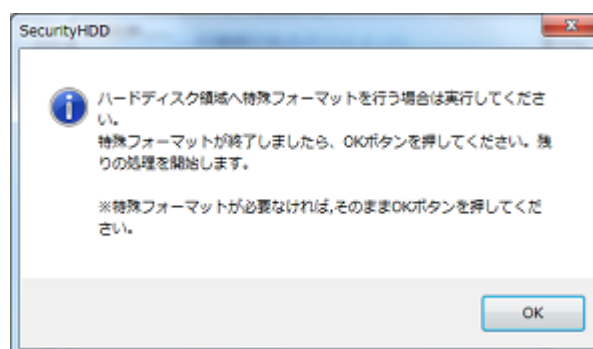 SecurityHDD
ハードディスク領域へ特殊フォーマットを行う場合は実行してくださ
い。
特殊フォーマットが終了しましたら、OKボタンを押してください。残
りの処理を開始します。
※特殊フォーマットが必要なければ,そのままOKボタンを押してくだ
さい。
OK